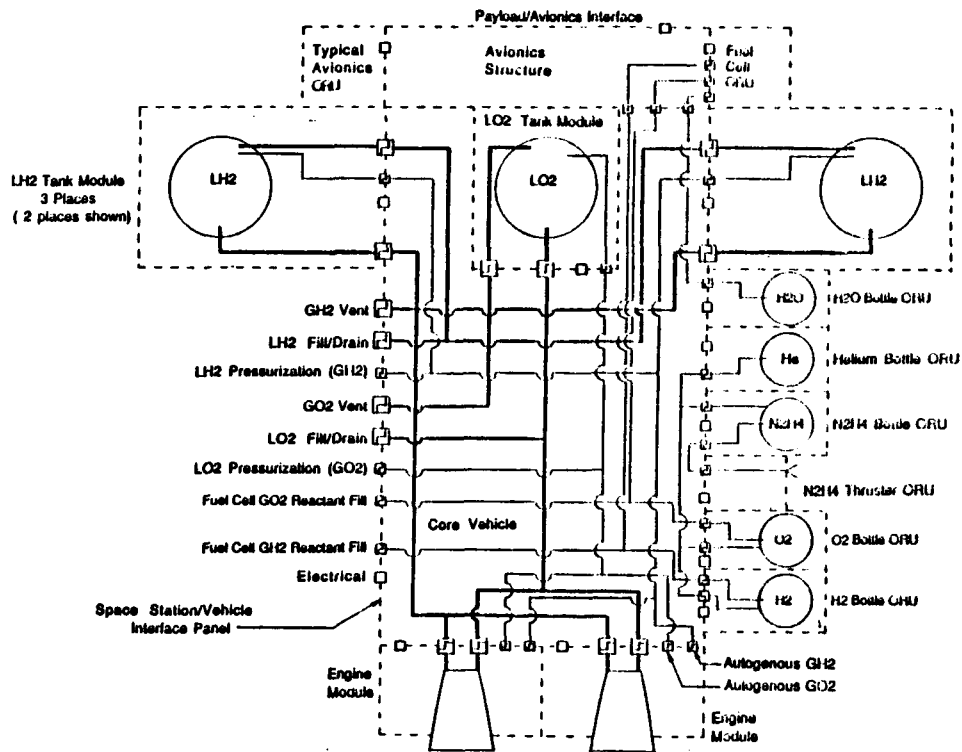 Payload/Avionics Interface
Typical
Avionics
ORU
Avionics
Structure
Fuel
Cell
ORU
LO2 Tank Module
LH2
LO2
LH2
LH2 Tank Module
3 Places
( 2 places shown)
H2O
H2O Bottle ORU
GH2 Vent
LH2 Fill/Drain
He
Helium Bottle ORU
LH2 Pressurization (GH2)
GO2 Vent
N2H4
N2H4 Bottle ORU
LO2 Fill/Drain
LO2 Pressurization (GO2)
N2H4 Thruster ORU
Fuel Cell GO2 Reactant Fill
Core Vehicle
O2
O2 Bottle ORU
Fuel Cell GH2 Reactant Fill
Electrical
H2
H2 Bottle ORU
Space Station/Vehicle
Interface Panel
Engine
Module
Autogenous GH2
Autogenous GO2
Engine
Module